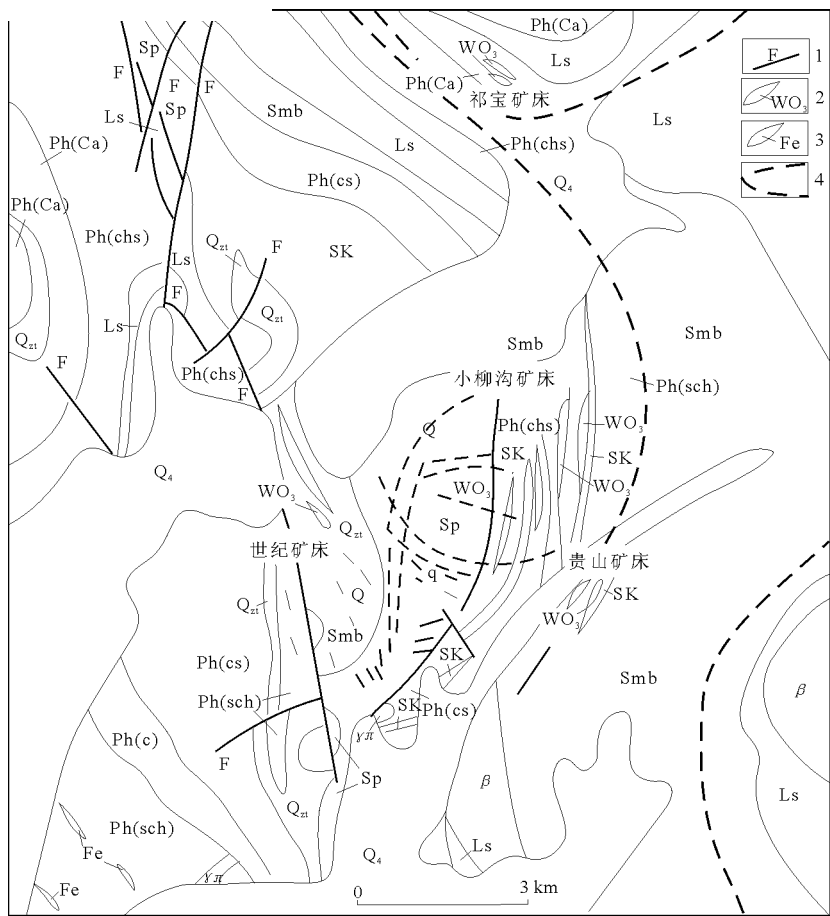 Ph(Ca)
WO₃
Ls
F
1
Sp
F
F
F
Ph(Ca)
WO₃
2
祁宝矿床
Sp
Smb
Ls
Ls
Ph(Ca)
Ls
Ph(chs)
Fe
3
Ph(cs)
Q₄
4
Ph(Ca)
Ph(chs)
Qzt
F
SK
Ls
F
Qzt
Ls
Qzt
Smb
Smb
F
Ph(chs)
小柳沟矿床
Ph(sch)
F
Q
Ph(chs)
WO₃
SK
SK
Q₄
WO₃
WO₃
WO₃
Qzt
Sp
世纪矿床
贵山矿床
q
Qzt
Q
SK
WO₃
Smb
SK
Ph(cs)
Smb
Ph(sch)
SK
Ph(cs)
β
γπ
Ph(c)
F
Sp
β
Ls
Qzt
Ph(sch)
Ls
Fe
Q₄
γπ
Fe
0
3 km